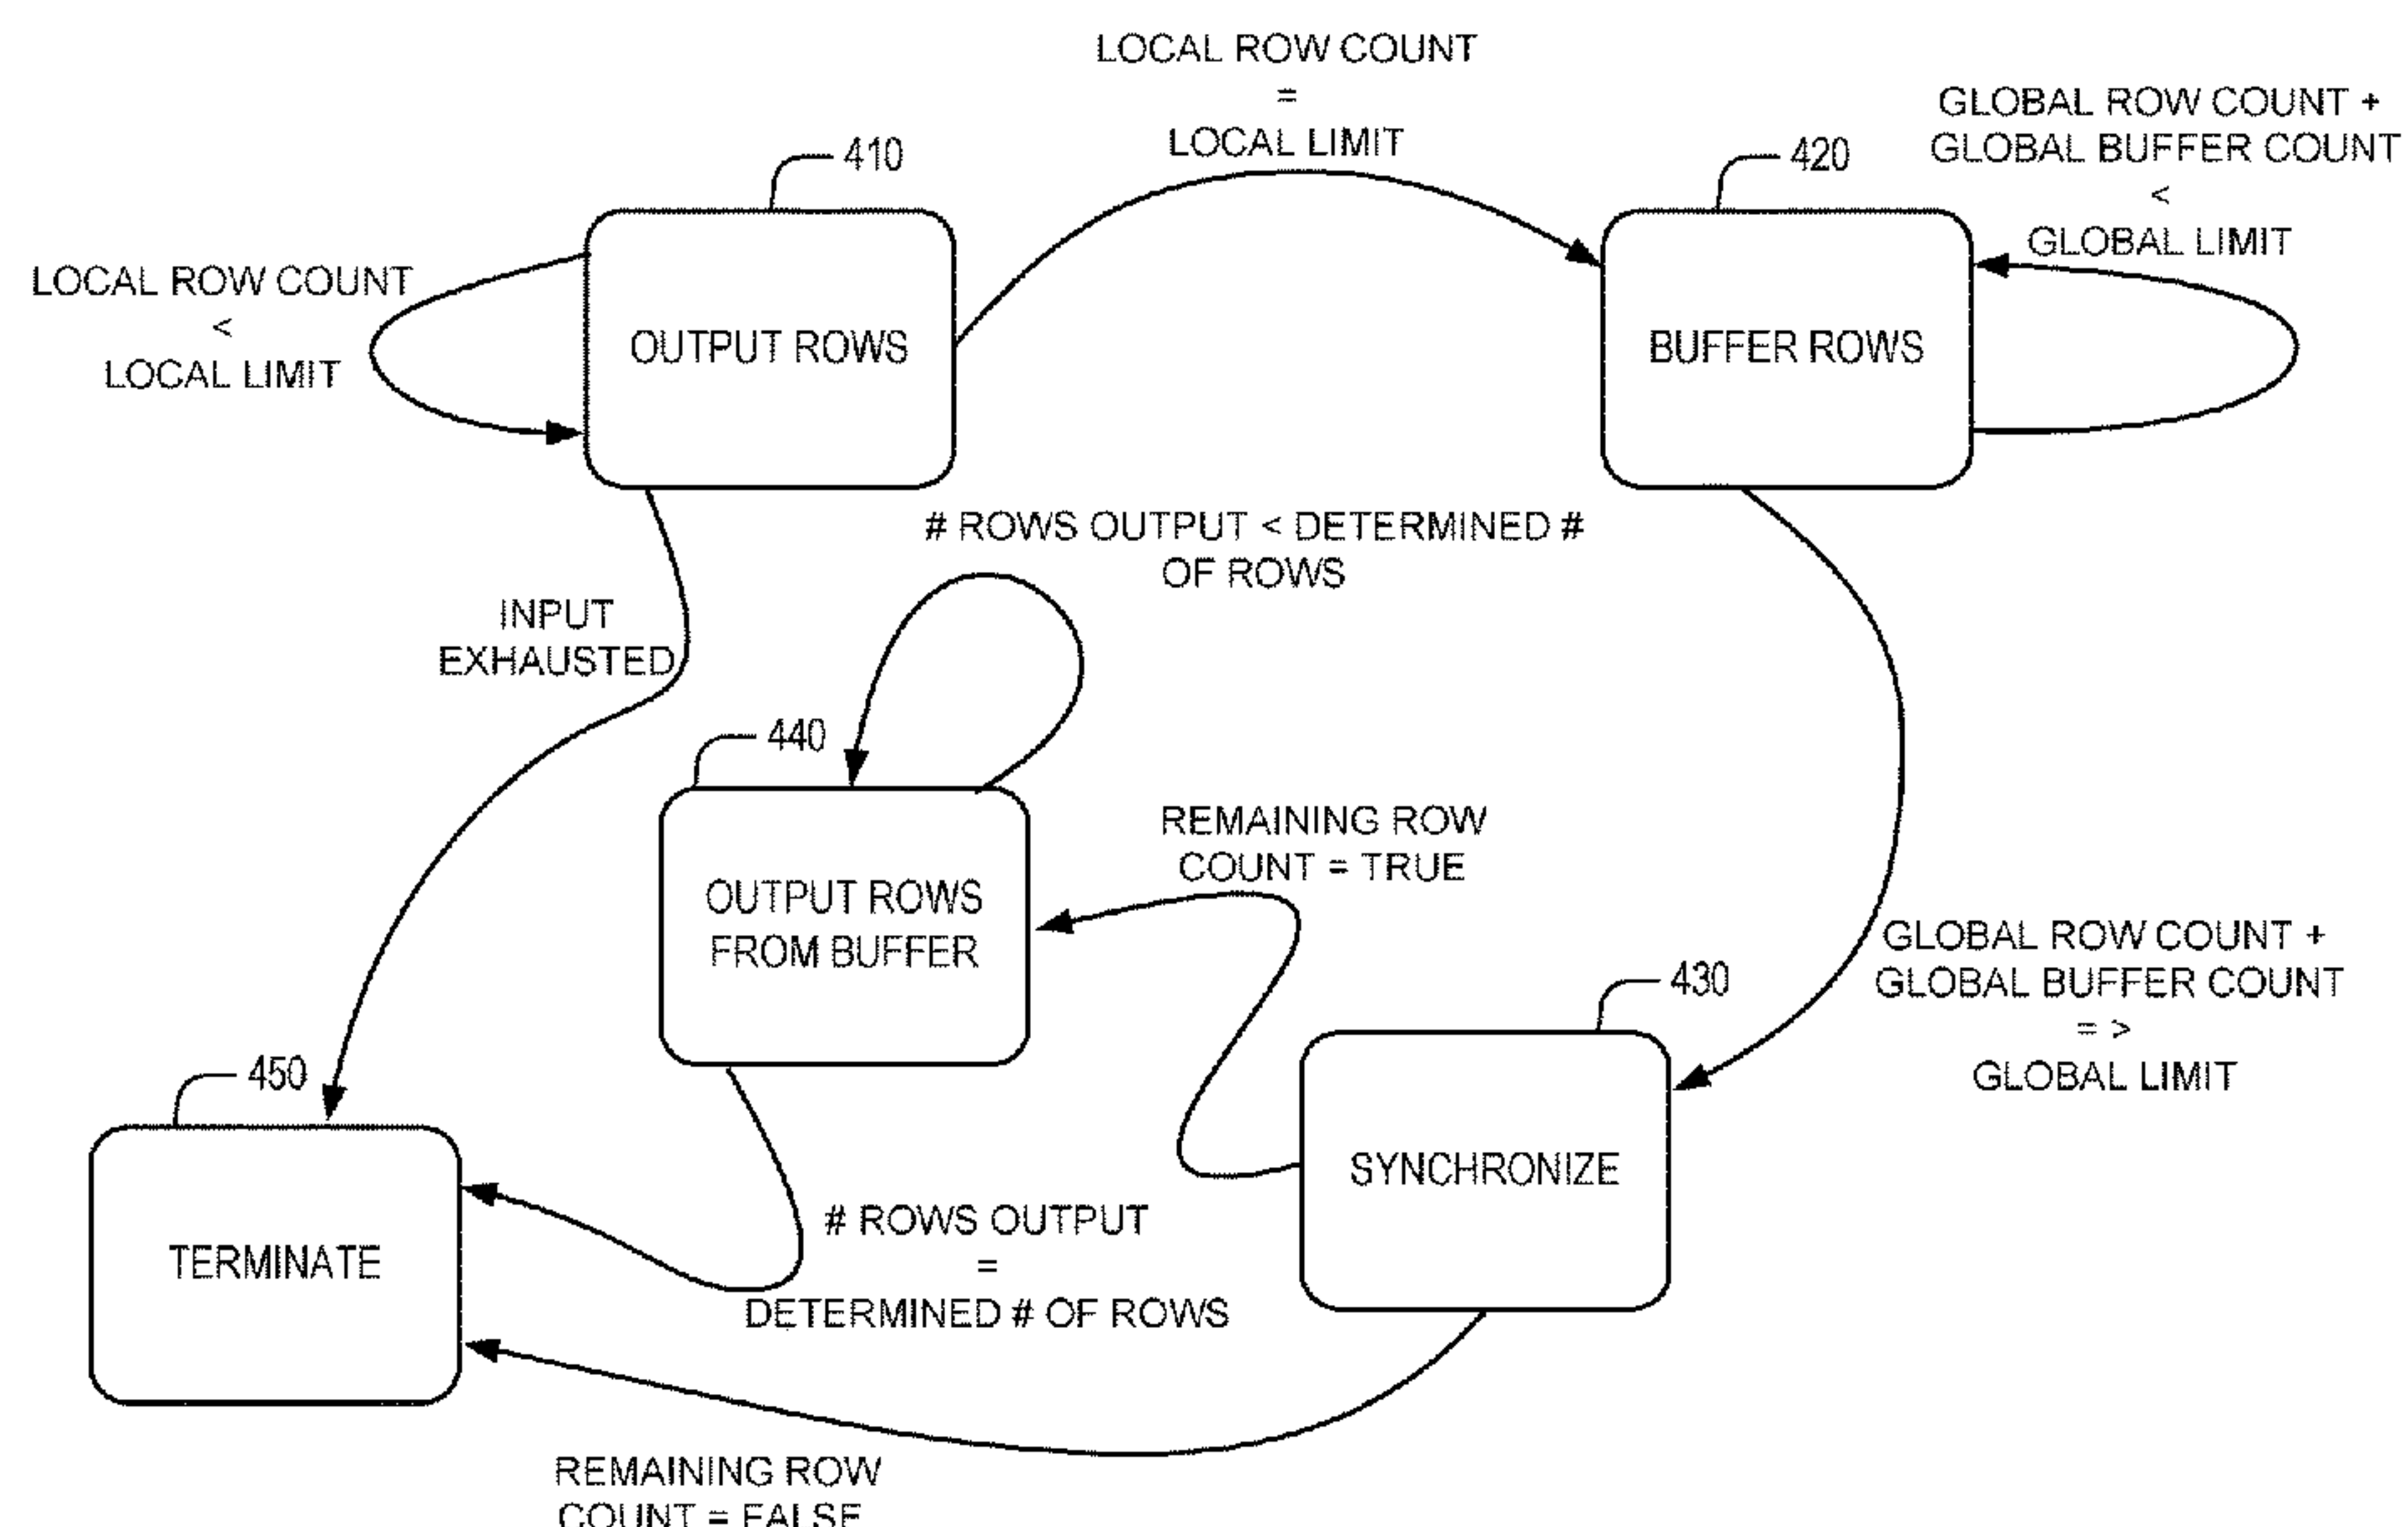 LOCAL ROW COUNT
=
LOCAL LIMIT
GLOBAL ROW COUNT +
GLOBAL BUFFER COUNT
<
GLOBAL LIMIT
410
420
LOCAL ROW COUNT
<
LOCAL LIMIT
OUTPUT ROWS
BUFFER ROWS
# ROWS OUTPUT < DETERMINED #
OF ROWS
INPUT
EXHAUSTED
440
REMAINING ROW
COUNT = TRUE
OUTPUT ROWS
FROM BUFFER
GLOBAL ROW COUNT +
GLOBAL BUFFER COUNT
= >
GLOBAL LIMIT
430
450
SYNCHRONIZE
TERMINATE
# ROWS OUTPUT
=
DETERMINED # OF ROWS
REMAINING ROW
COUNT = FALSE